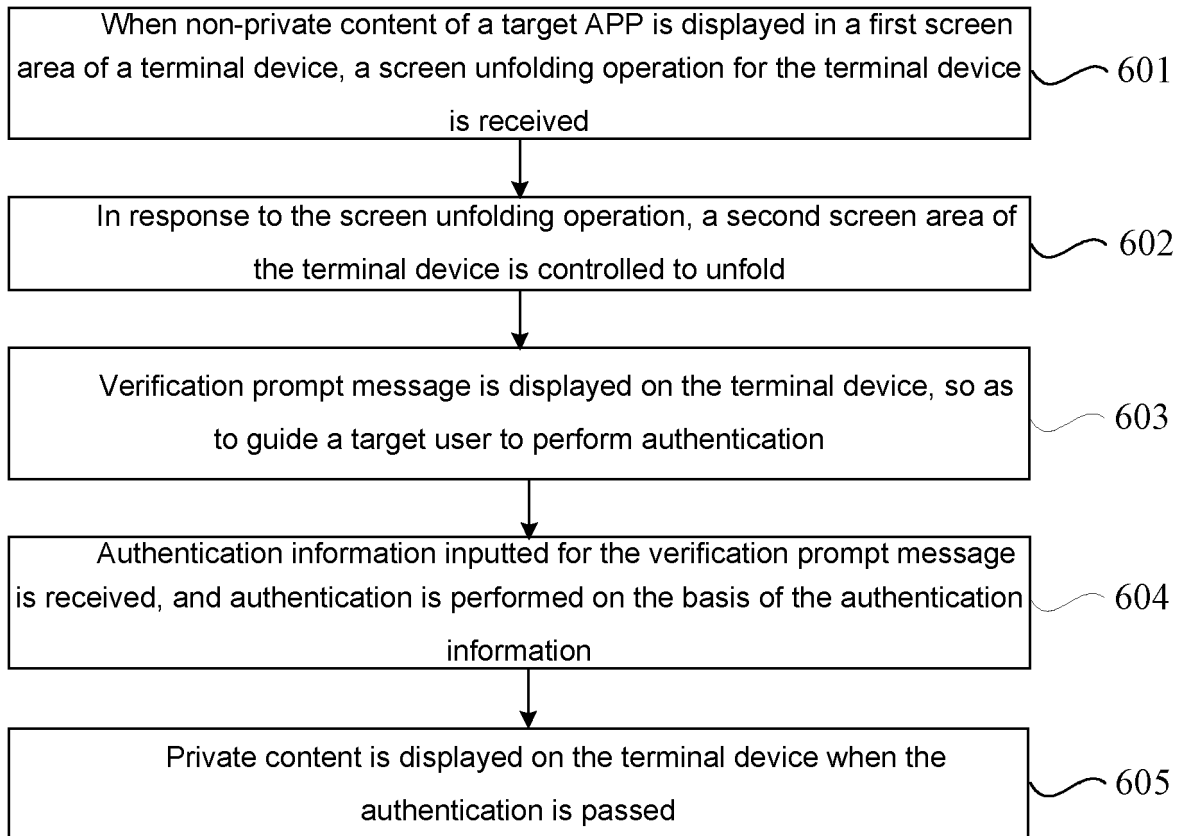 When non-private content of a target APP is displayed in a first screen
area of a terminal device, a screen unfolding operation for the terminal device
is received
601
In response to the screen unfolding operation, a second screen area of
the terminal device is controlled to unfold
602
Verification prompt message is displayed on the terminal device, so as
to guide a target user to perform authentication
603
Authentication information inputted for the verification prompt message
is received, and authentication is performed on the basis of the authentication
information
604
Private content is displayed on the terminal device when the
authentication is passed
605